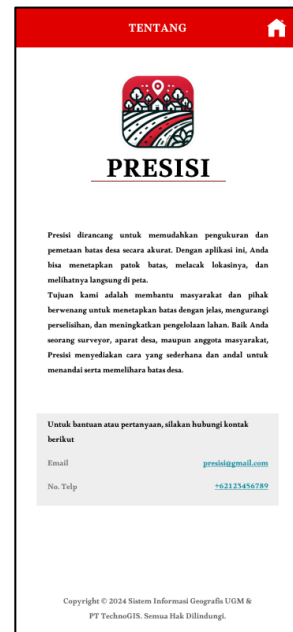 TENTANG
PRESISI
Presisi dirancang untuk memudahkan pengukuran dan
pemetaan batas desa secara akurat. Dengan aplikasi ini, Anda
bisa menetapkan patok batas, melacak lokasinya, dan
melihatnya langsung di peta.
Tujuan kami adalah membantu masyarakat dan pihak
berwenang untuk menetapkan batas dengan jelas, mengurangi
perselisihan, dan meningkatkan pengelolaan lahan. Baik Anda
seorang surveyor, aparat desa, maupun anggota masyarakat,
Presisi menyediakan cara yang sederhana dan andal untuk
menandai serta memelihara batas desa.
Untuk bantuan atau pertanyaan, silakan hubungi kontak
berikut
Email presisi@gmail.com
No. Telp +62123456789
Copyright © 2024 Sistem Informasi Geografis UGM &
PT TechnoGIS. Semua Hak Dilindungi.